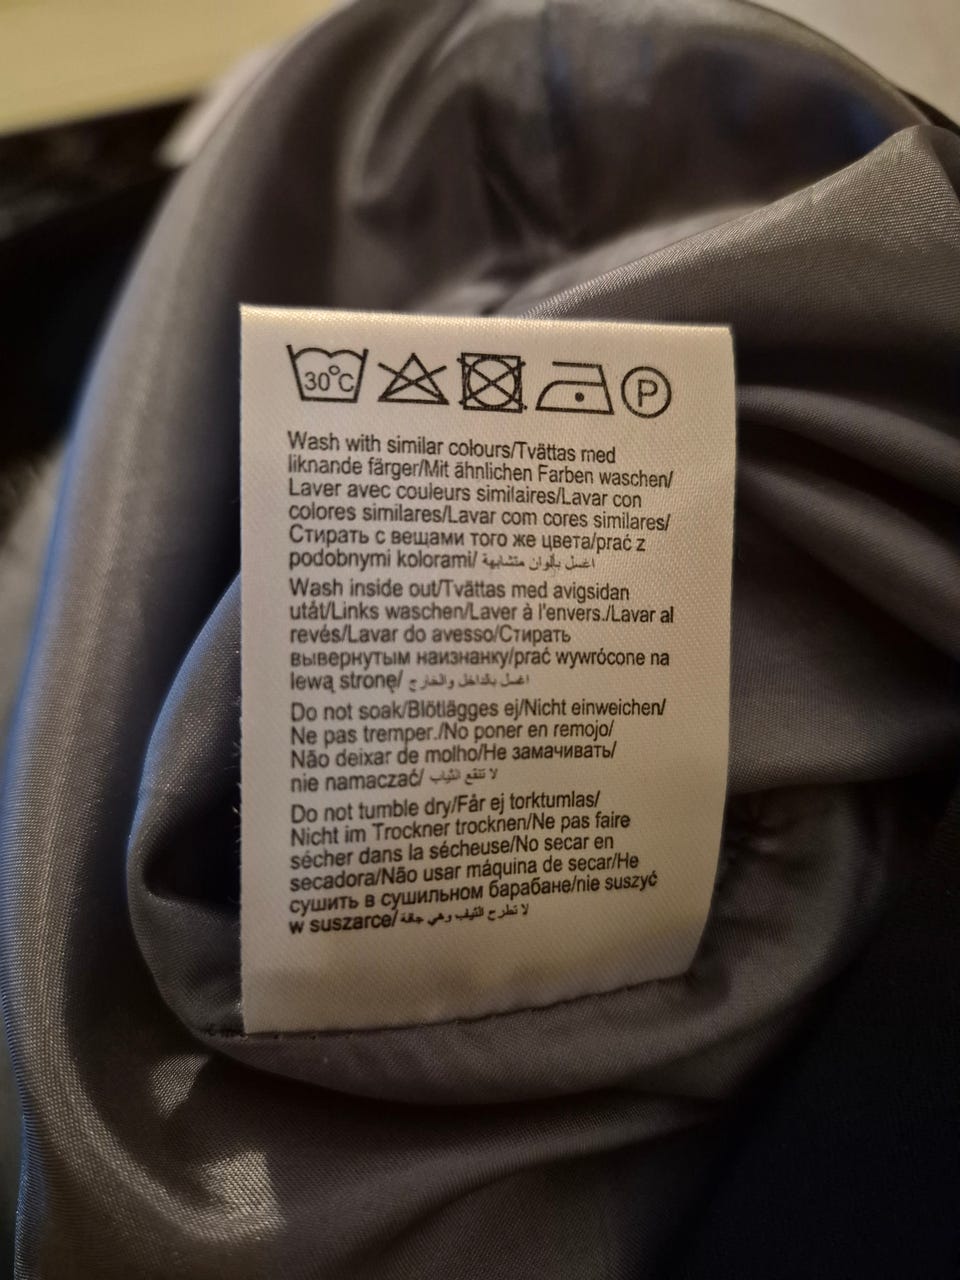 30°C P
Wash with similar colours/Tvättas med
liknande färger/Mit ähnlichen Farben waschen/
Laver avec couleurs similaires/Lavar con
colores similares/Lavar com cores similares/
Стирать с вещами того же цвета/prać z
podobnymi kolorami/ اغسل بألوان متشابهة
Wash inside out/Tvättas med avigsidan
utåt/Links waschen/Laver à l'envers./Lavar al
revés/Lavar do avesso/Стирать
вывернутым наизнанку/prać wywrócone na
lewą stronę/ اغسل بالداخل والخارج
Do not soak/Blötlägges ej/Nicht einweichen/
Ne pas tremper./No poner en remojo/
Não deixar de molho/Не замачивать/
nie namaczać/ لا تنقع الثياب
Do not tumble dry/Får ej torktumlas/
Nicht im Trockner trocknen/Ne pas faire
sécher dans la sécheuse/No secar en
secadora/Não usar máquina de secar/Не
сушить в сушильном барабане/nie suszyć
w suszarce/ لا تطرح الثياب وهي جافة